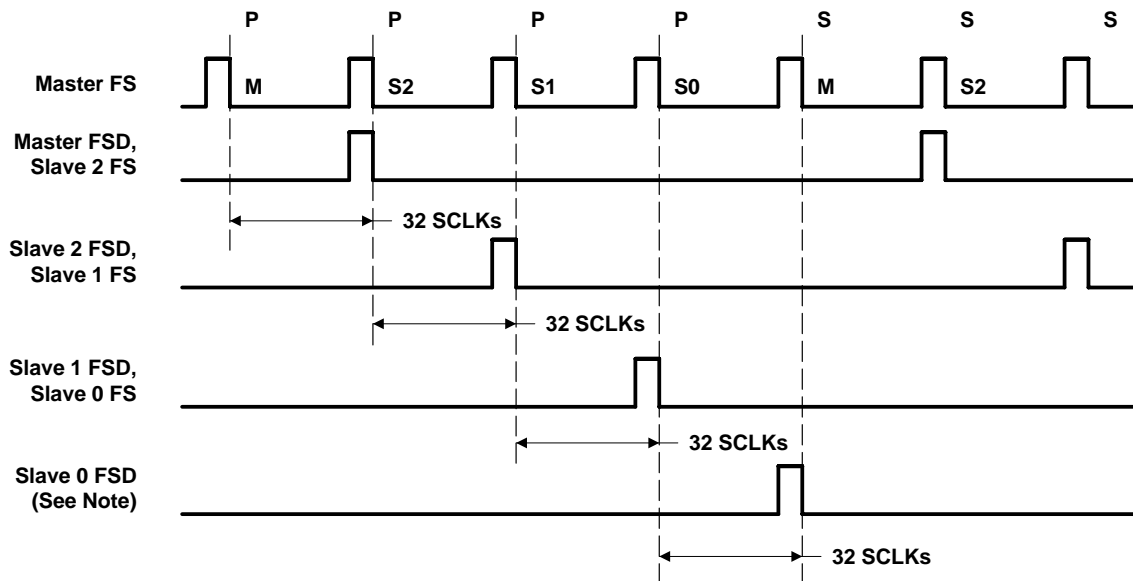 P P P P S S S
Master FS
M S2 S1 S0 M S2
Master FSD,
Slave 2 FS
32 SCLKs
Slave 2 FSD,
Slave 1 FS
32 SCLKs
Slave 1 FSD,
Slave 0 FS
32 SCLKs
Slave 0 FSD
(See Note)
32 SCLKs